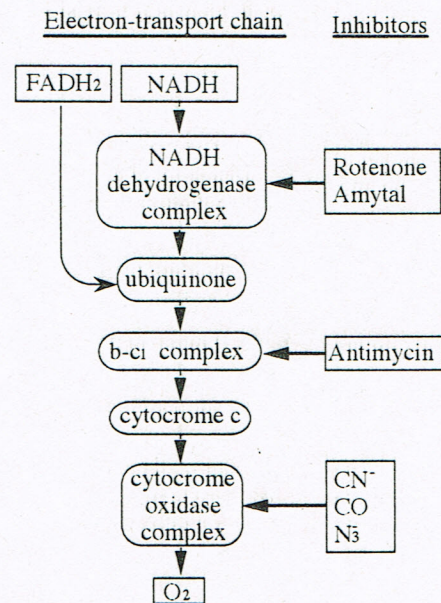 Electron-transport chain Inhibitors
FADH2 NADH
NADH
dehydrogenase
complex
Rotenone
Amytal
ubiquinone
b-c1 complex
Antimycin
cytocrome c
cytocrome
oxidase
complex
CN⁻
CO
N₃⁻
O2